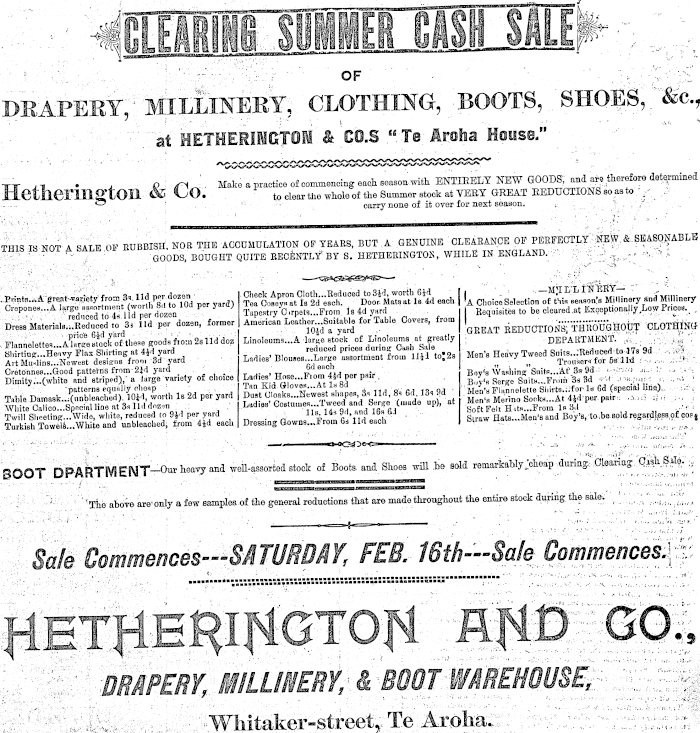 CLEARING SUMMER CASH SALE
OF
DRAPERY, MILLINERY, CLOTHING, BOOTS, SHOES, &c.,
at HETHERINGTON & CO.S "Te Aroha House."
Hetherington & Co.
Make a practice of commencing each season with ENTIRELY NEW GOODS, and are therefore determined
to clear the whole of the Summer stock at VERY GREAT REDUCTIONS so as to
carry none of it over for next season.
THIS IS NOT A SALE OF RUBBISH, NOR THE ACCUMULATION OF YEARS, BUT A GENUINE CLEARANCE OF PERFECTLY NEW & SEASONABLE
GOODS, BOUGHT QUITE RECENTLY BY S. HETHERINGTON, WHILE IN ENGLAND.
Prints...A great variety from 3s 11d per dozen
Crepones...A large assortment (worth 8d to 10d per yard)
reduced to 4s 11d per dozen
Dress Materials...Reduced to 3s 11d per dozen, former
price 6½d yard
Flannelettes...A large stock of these goods from 2s 11d doz
Shirting...Heavy Flax Shirting at 4½d yard
Art Muslins...Newest designs from 3d yard
Cretonnes...Good patterns from 2½d yard
Dimity...(white and striped), a large variety of choice
patterns equally cheap
Table Damask...(unbleached) 10½d, worth 1s 2d per yard
White Calico...Special line at 3s 11d dozen
Twill Sheeting...Wide, white, reduced to 9½d per yard
Turkish Towels...White and unbleached, from 4½d each
Check Apron Cloth...Reduced to 3½d, worth 6½d
Tea Coseys at 1s 2d each. Door Mats at 1s 4d each
Tapestry Carpets...From 1s 4d yard
American Leather...Suitable for Table Covers, from
10½d a yard
Linoleums...A large stock of Linoleums at greatly
reduced prices during Cash Sale
Ladies' Blouses...Large assortment from 11½d to 2s
6d each
Ladies' Hose...From 4½d per pair
Tan Kid Gloves...At 1s 8d
Dust Cloaks...Newest shapes, 3s 11d, 8s 6d, 13s 9d
Ladies' Costumes...Tweed and Serge (made up), at
11s, 14s 9d, and 16s 6d
Dressing Gowns...From 6s 11d each
—MILLINERY—
A Choice Selection of this season's Millinery and Millinery
Requisites to be cleared at Exceptionally Low Prices.
GREAT REDUCTIONS THROUGHOUT CLOTHING
DEPARTMENT.
Men's Heavy Tweed Suits...Reduced to 17s 9d
" Trousers for 5s 11d
Boy's Washing Suits...At 3s 9d
Boy's Serge Suits...From 3s 3d
Men's Flannelette Shirts...for 1s 6d (special line)
Men's Merino Socks...At 4½d per pair
Soft Felt Hats...From 1s 3d
Straw Hats...Men's and Boy's, to be sold regardless of cost
BOOT DPARTMENT—Our heavy and well-assorted stock of Boots and Shoes will be sold remarkably cheap during Clearing Cash Sale.
The above are only a few samples of the general reductions that are made throughout the entire stock during the sale.
Sale Commences---SATURDAY, FEB. 16th---Sale Commences.
HETHERINGTON AND CO.,
DRAPERY, MILLINERY, & BOOT WAREHOUSE,
Whitaker-street, Te Aroha.